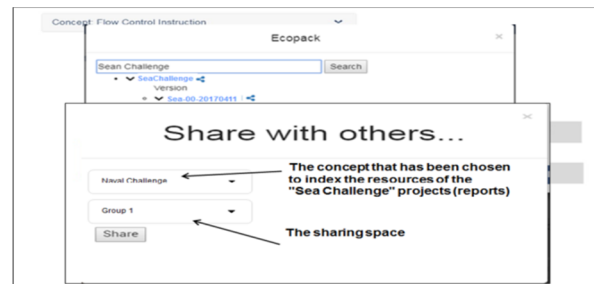 Concept: Flow Control Instruction
Ecopack
Sean Challenge
Search
SeaChallenge
Version
Sea-00-20170411
Share with others...
Naval Challenge
The concept that has been chosen
to index the resources of the
"Sea Challenge" projects (reports)
Group 1
Share
The sharing space